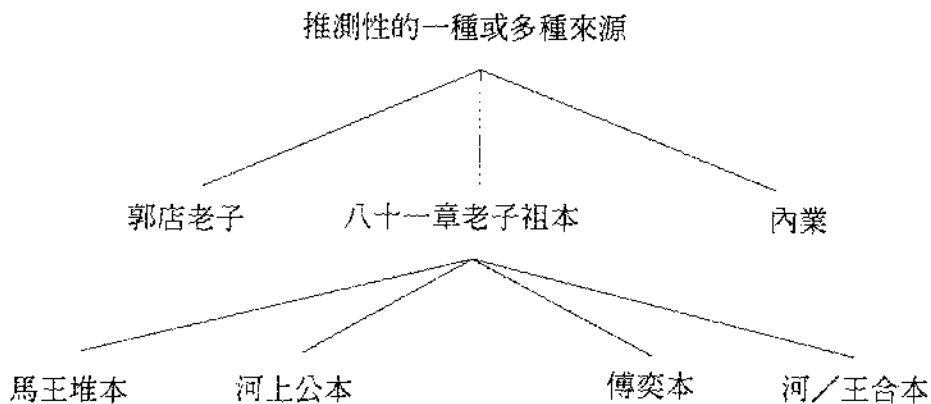 推測性的一種或多種來源
郭店老子 八十一章老子祖本 內業
馬王堆本 河上公本 傅奕本 河／王合本